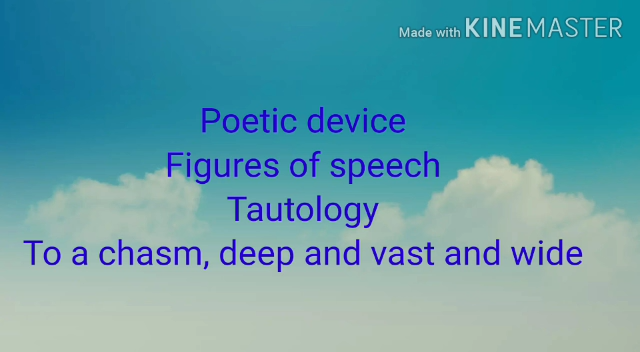 Made with KINEMASTER
Poetic device
Figures of speech
Tautology
To a chasm, deep and vast and wide